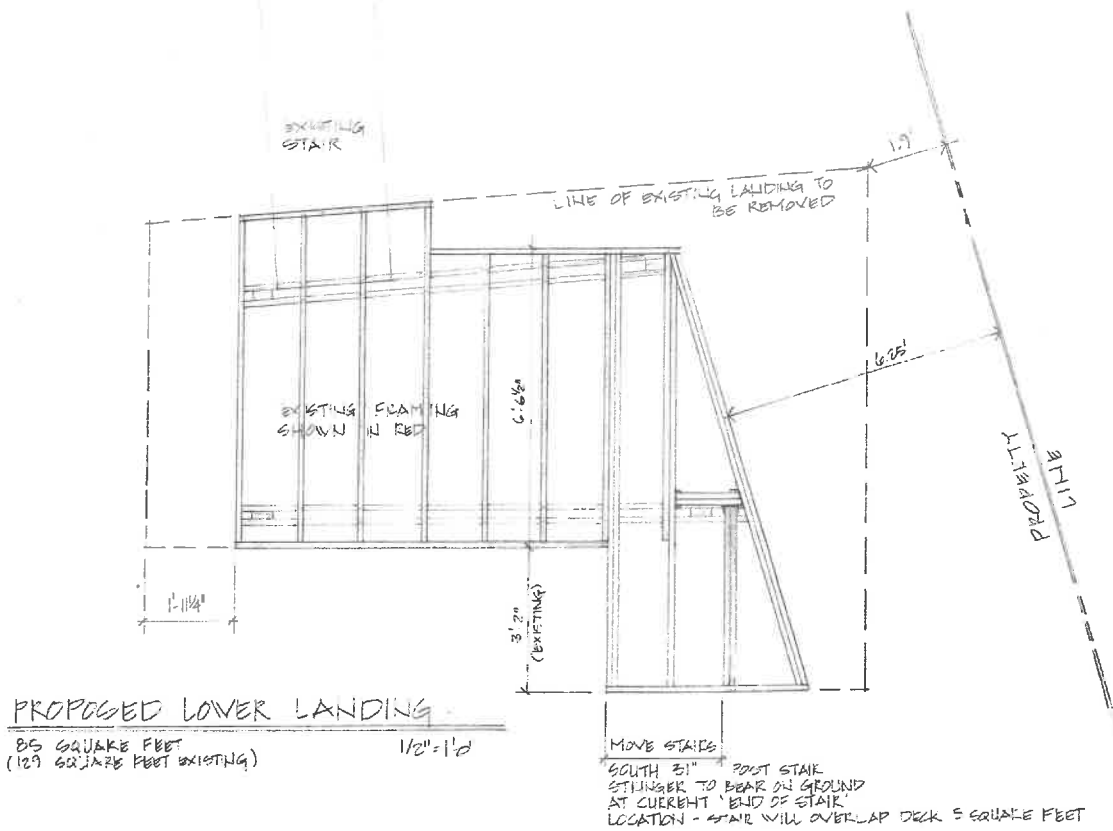 EXISTING
STAIR
1.9'
LINE OF EXISTING LANDING TO
BE REMOVED
6.25'
6'-6½"
EXISTING FRAMING
SHOWN IN RED
PROPERTY
LINE
1'-11¼"
3'-2"
(EXISTING)
PROPOSED LOWER LANDING
85 SQUARE FEET
(129 SQUARE FEET EXISTING)
1/2"=1'0"
MOVE STAIRS
SOUTH 31" POST STAIR
STRINGER TO BEAR ON GROUND
AT CURRENT 'END OF STAIR'
LOCATION - STAIR WILL OVERLAP DECK 5 SQUARE FEET